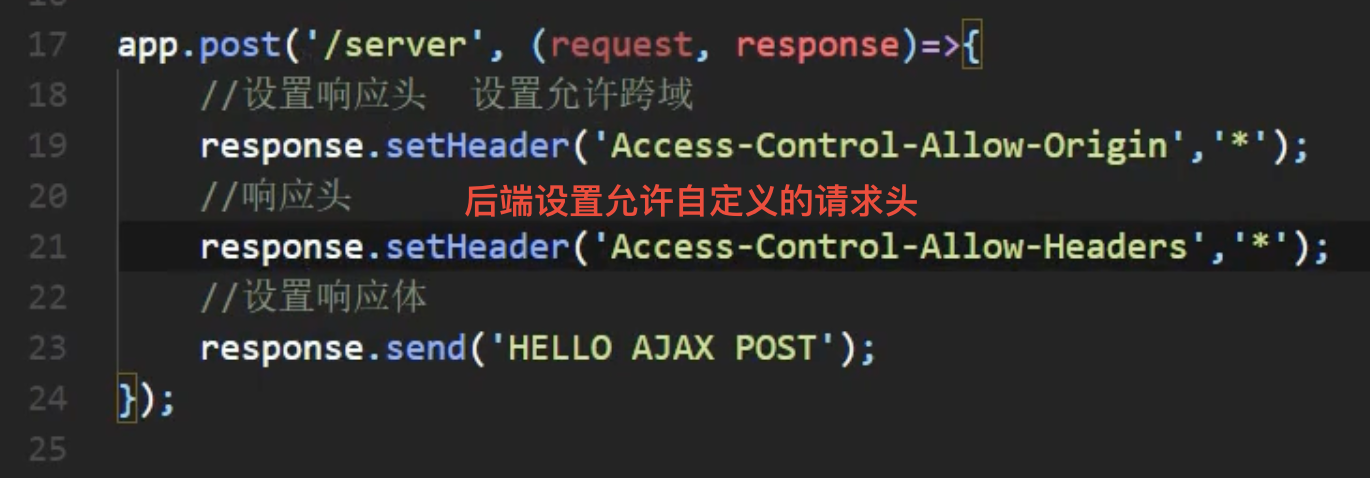 17 app.post('/server', (request, response)=>{
18 //设置响应头 设置允许跨域
19 response.setHeader('Access-Control-Allow-Origin','*');
20 //响应头 后端设置允许自定义的请求头
21 response.setHeader('Access-Control-Allow-Headers','*');
22 //设置响应体
23 response.send('HELLO AJAX POST');
24 });
25